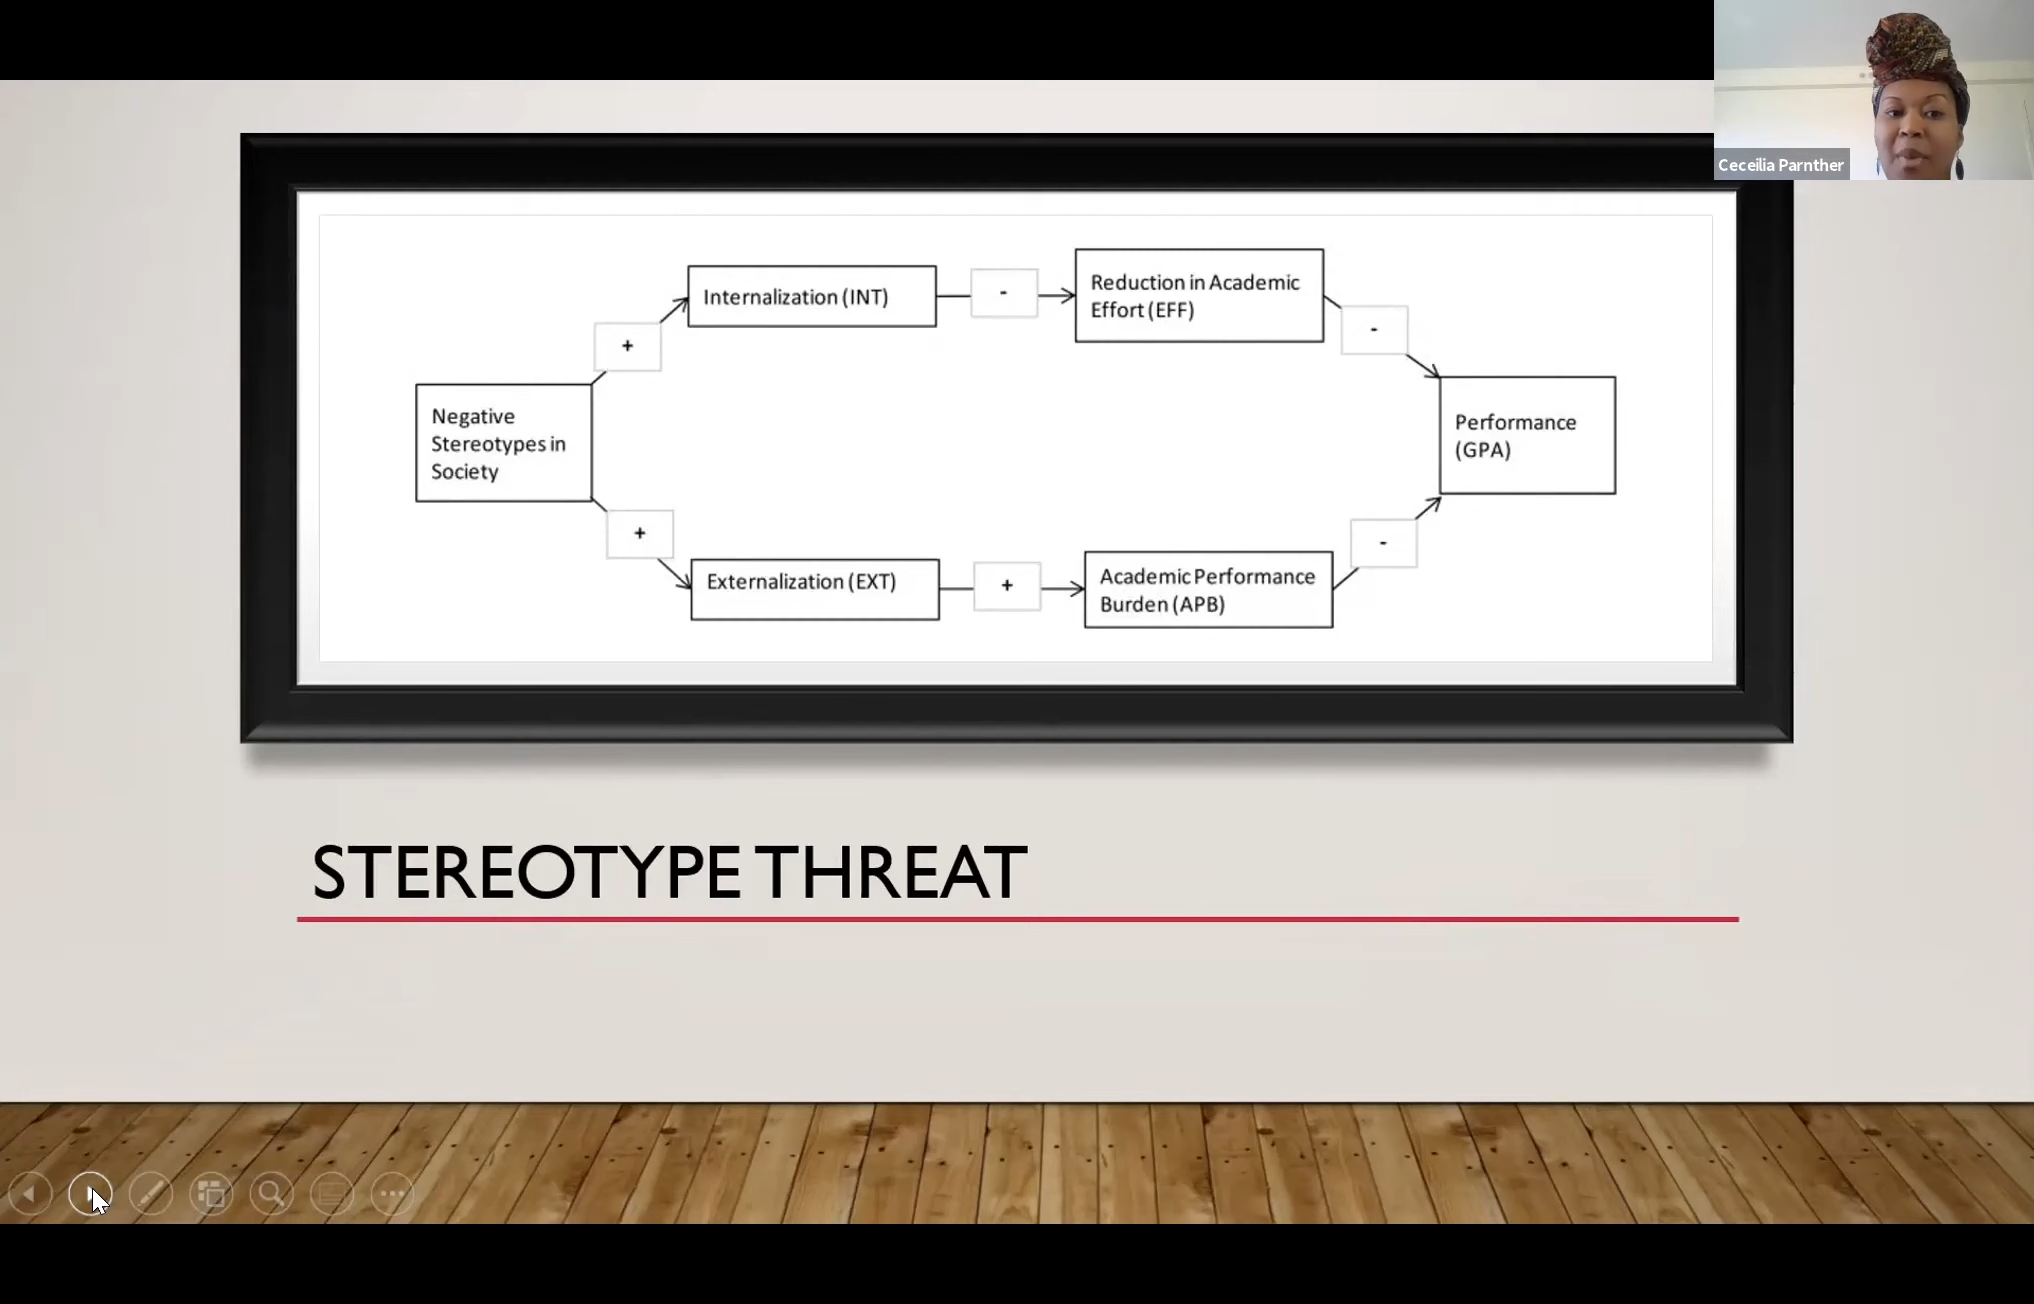 Ceceilia Parnther
Internalization (INT)
-
Reduction in Academic
Effort (EFF)
-
+
Negative
Stereotypes in
Society
Performance
(GPA)
+
Externalization (EXT)
+
Academic Performance
Burden (APB)
-
STEREOTYPE THREAT